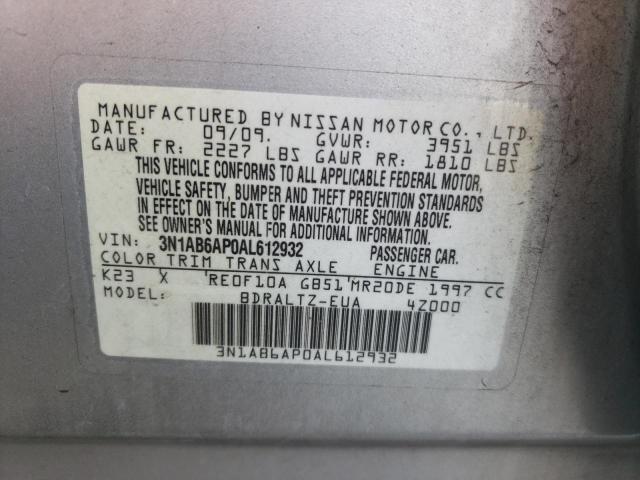 MANUFACTURED BY NISSAN MOTOR CO., LTD.
DATE: 09/09. GVWR: 3951 LBS
GAWR FR: 2227 LBS GAWR RR: 1810 LBS
THIS VEHICLE CONFORMS TO ALL APPLICABLE FEDERAL MOTOR,
VEHICLE SAFETY, BUMPER AND THEFT PREVENTION STANDARDS
IN EFFECT ON THE DATE OF MANUFACTURE SHOWN ABOVE.
SEE OWNER'S MANUAL FOR ADDITIONAL INFORMATION.
VIN: 3N1AB6AP0AL612932 PASSENGER CAR.
COLOR TRIM TRANS AXLE ENGINE
K23 X 'RE0F10A GB51'MR20DE 1997 CC
MODEL: BDRALTZ-EUA 4Z000
3N1AB6AP0AL612932